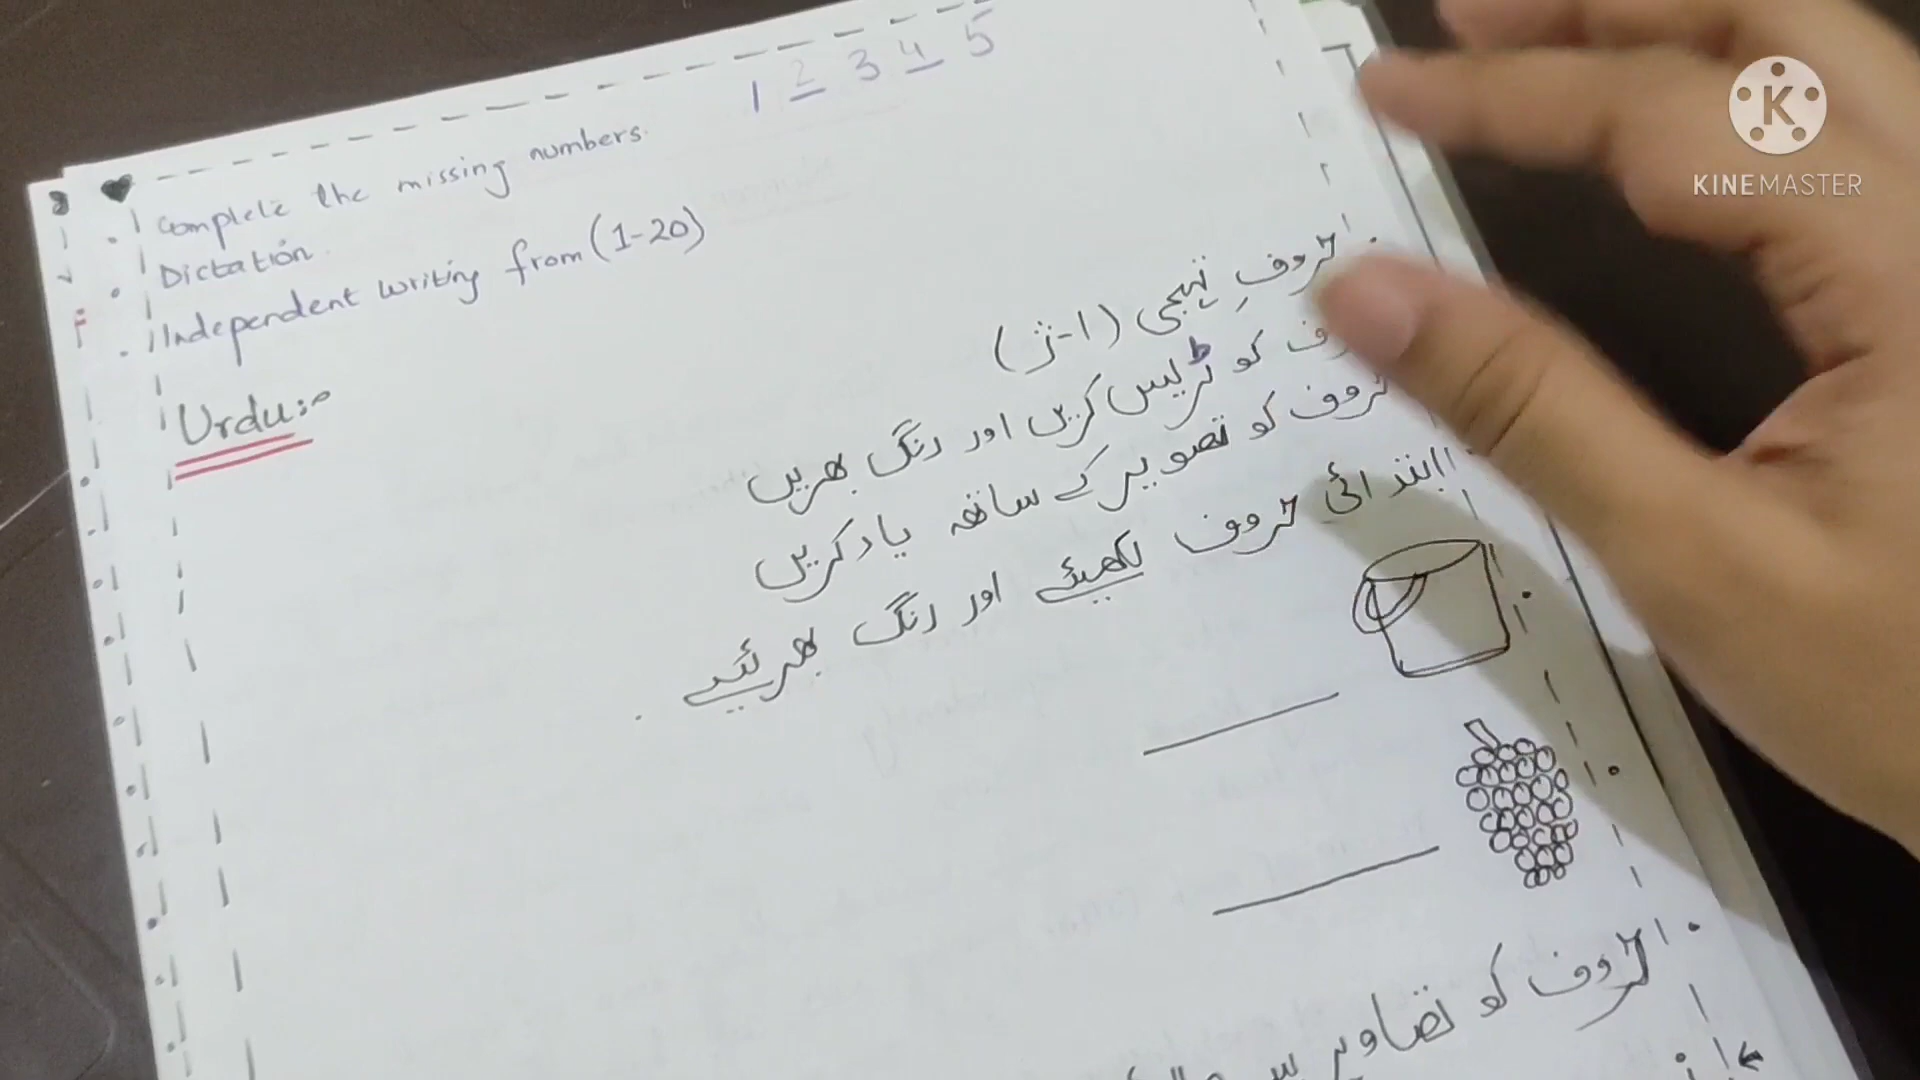 1 2 3 4 5
Complete the missing numbers.
Dictation.
Independent writing from (1-20)
Urdu:-
حروفِ تہجی (ا-ژ)
کو ٹریس کریں اور رنگ بھریں
حروف کو تصویر کے ساتھ یاد کریں
ابتدائی حروف لکھیئے اور رنگ بھریئے
حروف کو تصاویر سے
K
KINEMASTER